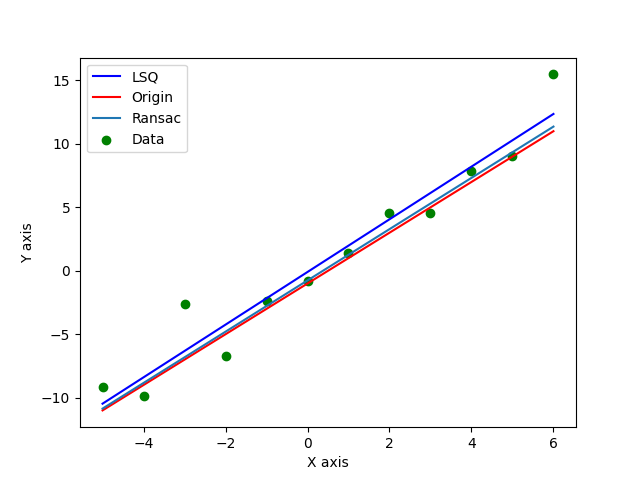 LSQ
Origin
Ransac
Data
15
10
5
0
−5
−10
Y axis
−4
−2
0
2
4
6
X axis